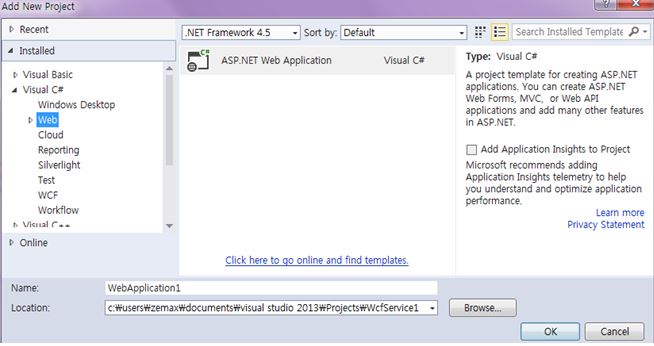 Add New Project
?
Recent
Installed
.NET Framework 4.5
Sort by:
Default
Search Installed Template
Visual Basic
Visual C#
Windows Desktop
Web
Cloud
Reporting
Silverlight
Test
WCF
Workflow
Visual C++
Online
C#
ASP.NET Web Application
Visual C#
Click here to go online and find templates.
Type: Visual C#
A project template for creating ASP.NET
applications. You can create ASP.NET
Web Forms, MVC, or Web API
applications and add many other features
in ASP.NET.
Add Application Insights to Project
Microsoft recommends adding
Application Insights telemetry to help
you understand and optimize application
performance.
Learn more
Privacy Statement
Name:
WebApplication1
Location:
c:₩users₩zemax₩documents₩visual studio 2013₩Projects₩WcfService1
Browse...
OK
Cancel